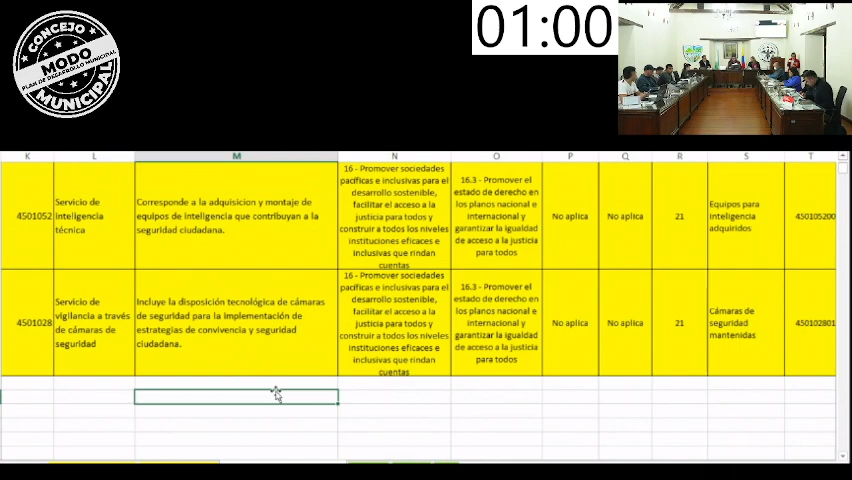 CONCEJO
MODO
PLAN DE DESARROLLO MUNICIPAL
MUNICIPAL
01:00
K L M N O P Q R S T
4501052
Servicio de
inteligencia
técnica
Corresponde a la adquisicion y montaje de
equipos de inteligencia que contribuyan a la
seguridad ciudadana.
16 - Promover sociedades
pacíficas e inclusivas para el
desarrollo sostenible,
facilitar el acceso a la
justicia para todos y
construir a todos los niveles
instituciones eficaces e
inclusivas que rindan
cuentas
16.3 - Promover el
estado de derecho en
los planos nacional e
internacional y
garantizar la igualdad
de acceso a la justicia
para todos
No aplica
No aplica
21
Equipos para
inteligencia
adquiridos
450105200
4501028
Servicio de
vigilancia a través
de cámaras de
seguridad
Incluye la disposición tecnológica de cámaras
de seguridad para la implementación de
estrategias de convivencia y seguridad
ciudadana.
16 - Promover sociedades
pacíficas e inclusivas para el
desarrollo sostenible,
facilitar el acceso a la
justicia para todos y
construir a todos los niveles
instituciones eficaces e
inclusivas que rindan
cuentas
16.3 - Promover el
estado de derecho en
los planos nacional e
internacional y
garantizar la igualdad
de acceso a la justicia
para todos
No aplica
No aplica
21
Cámaras de
seguridad
mantenidas
450102801